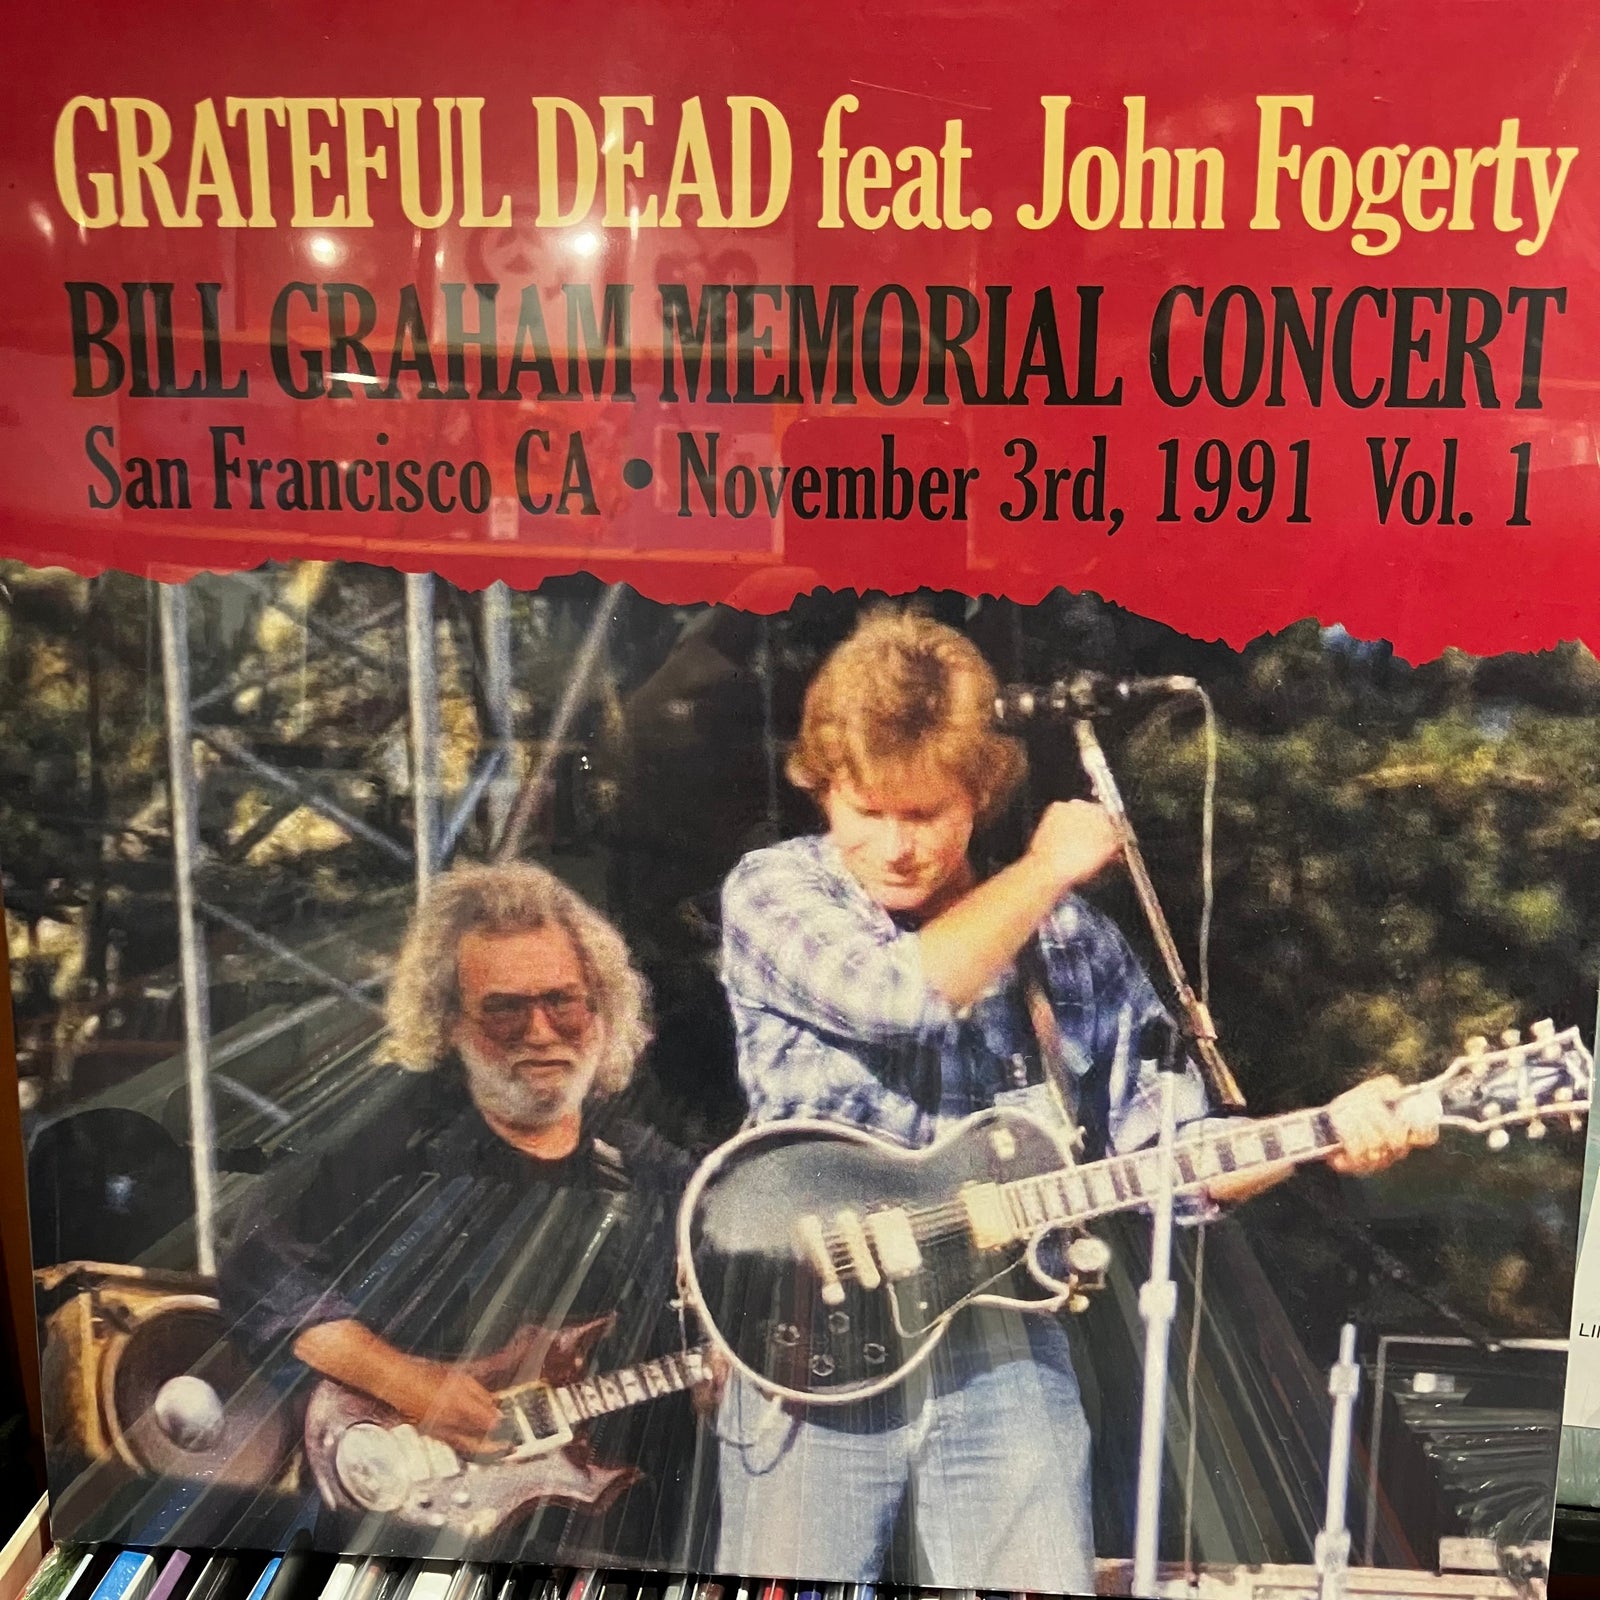 GRATEFUL DEAD feat. John Fogerty
BILL GRAHAM MEMORIAL CONCERT
San Francisco CA • November 3rd, 1991 Vol. 1